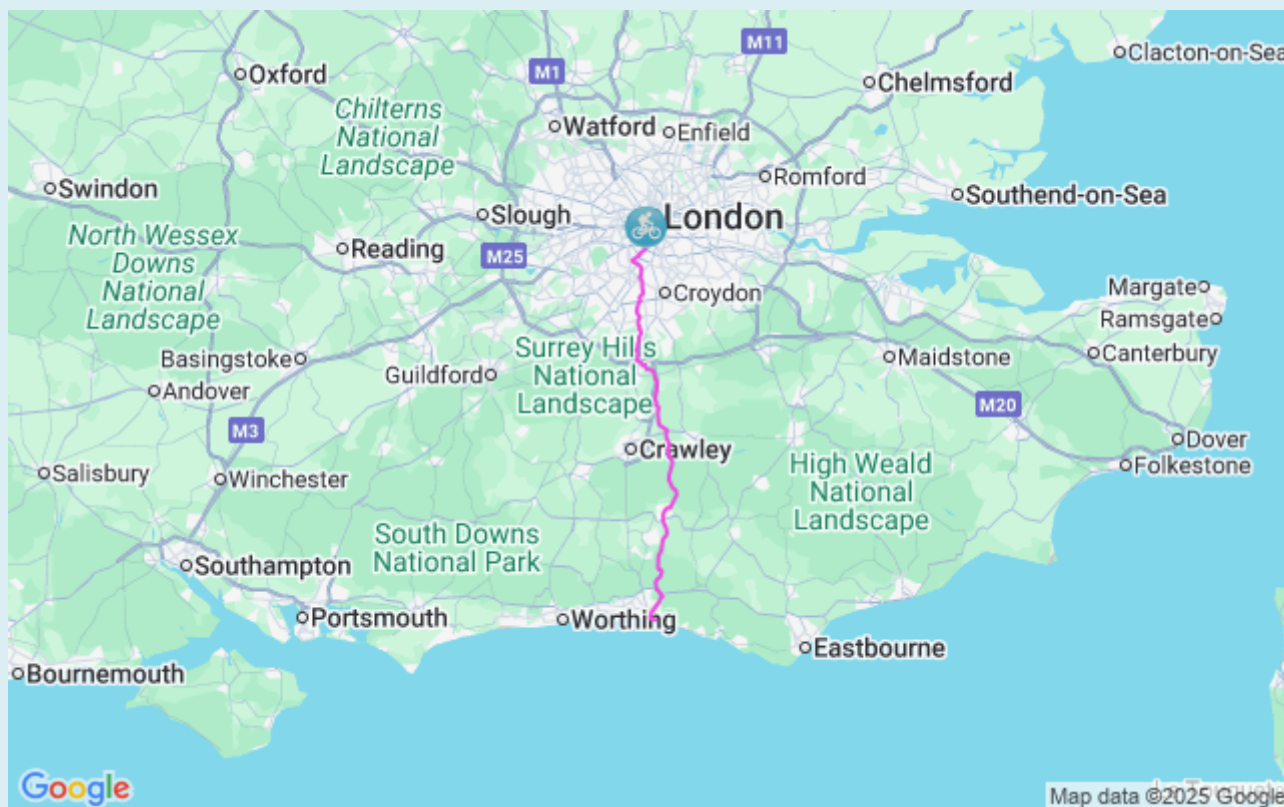 M11
Clacton-on-Sea
Oxford
M1
Chelmsford
Chilterns
National
Landscape
Watford
Enfield
Romford
Swindon
Southend-on-Sea
Slough
London
North Wessex
Downs
National
Landscape
Reading
M25
Croydon
Margate
Ramsgate
Surrey Hills
National
Landscape
Basingstoke
Guildford
Maidstone
Canterbury
Andover
M20
M3
Crawley
Dover
Folkestone
Salisbury
Winchester
High Weald
National
Landscape
South Downs
National Park
Southampton
Portsmouth
Worthing
Eastbourne
Bournemouth
Google
Map data ©2025 Google